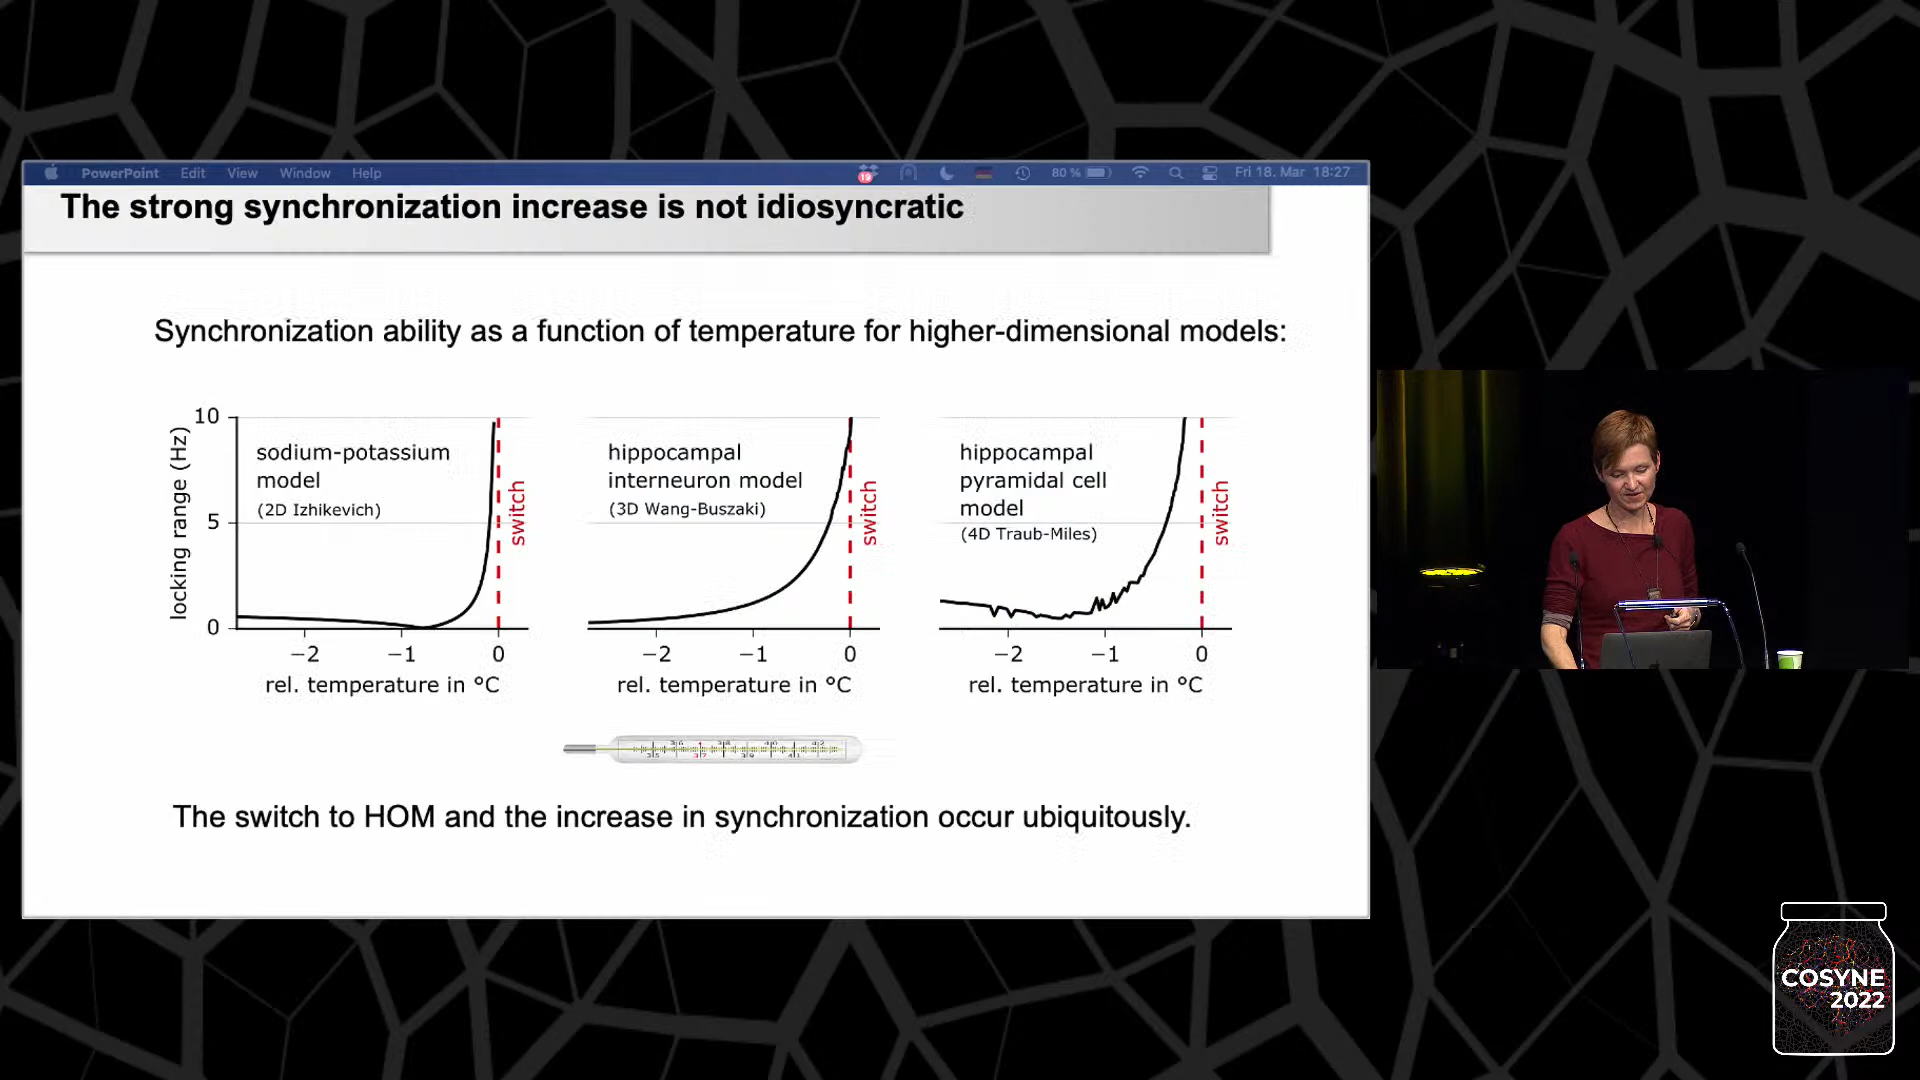 PowerPoint Edit View Window Help 19 80 % Fri 18. Mar 18:27
The strong synchronization increase is not idiosyncratic
Synchronization ability as a function of temperature for higher-dimensional models:
locking range (Hz)
10
5
0
sodium-potassium
model
(2D Izhikevich)
switch
−2 −1 0
rel. temperature in °C
hippocampal
interneuron model
(3D Wang-Buszaki)
switch
−2 −1 0
rel. temperature in °C
hippocampal
pyramidal cell
model
(4D Traub-Miles)
switch
−2 −1 0
rel. temperature in °C
The switch to HOM and the increase in synchronization occur ubiquitously.
COSYNE
2022